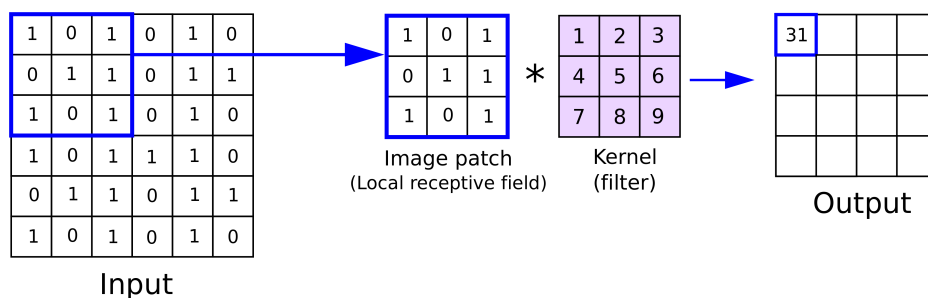 1 0 1 0 1 0
0 1 1 0 1 1
1 0 1 0 1 0
1 0 1 1 1 0
0 1 1 0 1 1
1 0 1 0 1 0
Input
1 0 1
0 1 1
1 0 1
Image patch
(Local receptive field)
*
1 2 3
4 5 6
7 8 9
Kernel
(filter)
31
Output